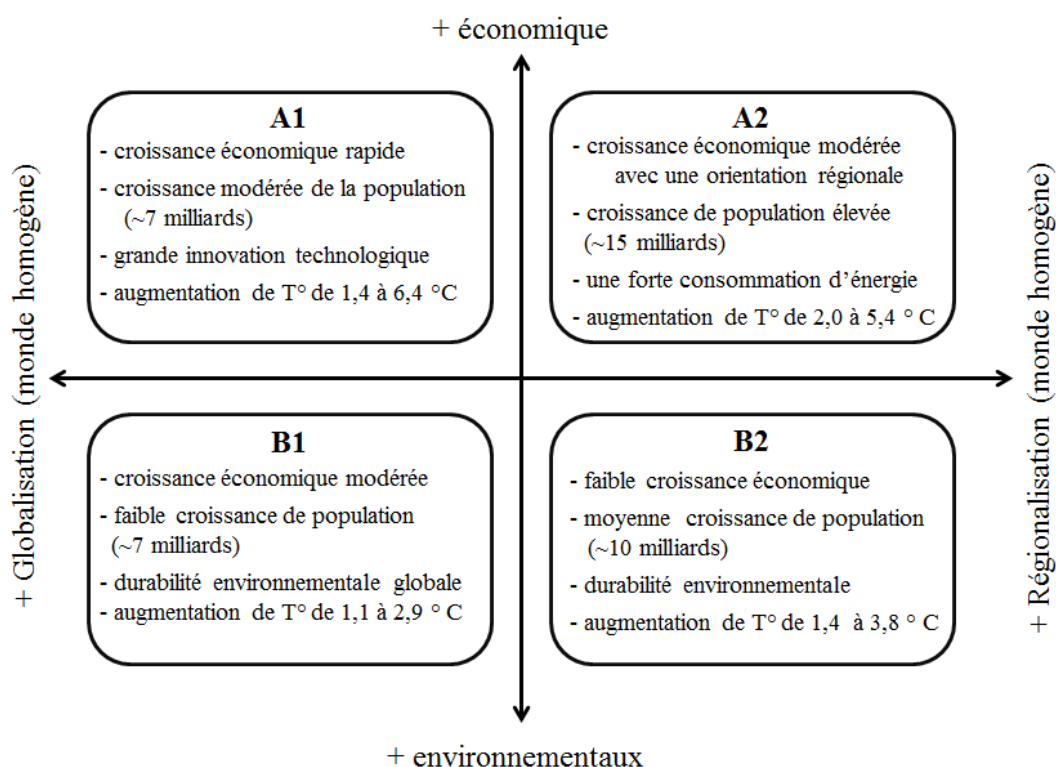 + économique
A1
- croissance économique rapide
- croissance modérée de la population
(~7 milliards)
- grande innovation technologique
- augmentation de T° de 1,4 à 6,4 °C
A2
- croissance économique modérée
avec une orientation régionale
- croissance de population élevée
(~15 milliards)
- une forte consommation d’énergie
- augmentation de T° de 2,0 à 5,4 ° C
+ Globalisation (monde homogène)
+ Régionalisation (monde homogène)
B1
- croissance économique modérée
- faible croissance de population
(~7 milliards)
- durabilité environnementale globale
- augmentation de T° de 1,1 à 2,9 ° C
B2
- faible croissance économique
- moyenne croissance de population
(~10 milliards)
- durabilité environnementale
- augmentation de T° de 1,4 à 3,8 ° C
+ environnementaux